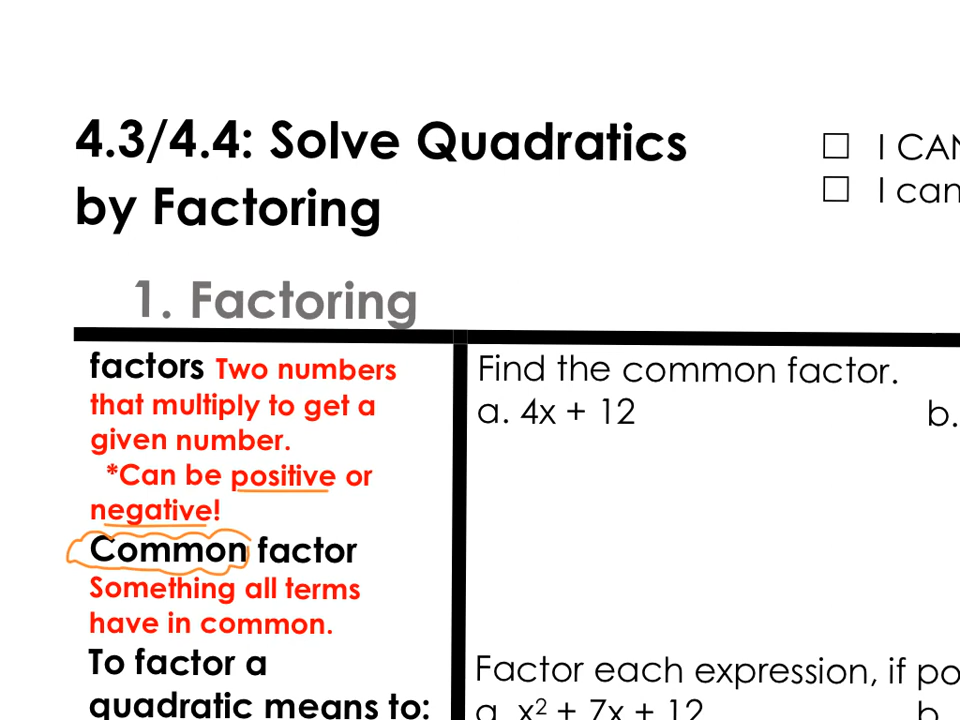 4.3/4.4: Solve Quadratics
by Factoring
☐ I CAN
☐ I can
1. Factoring
factors Two numbers
that multiply to get a
given number.
*Can be positive or
negative!
Common factor
Something all terms
have in common.
To factor a
quadratic means to:
Find the common factor.
a. 4x + 12
b.
Factor each expression, if
a. x² + 7x + 12
b.